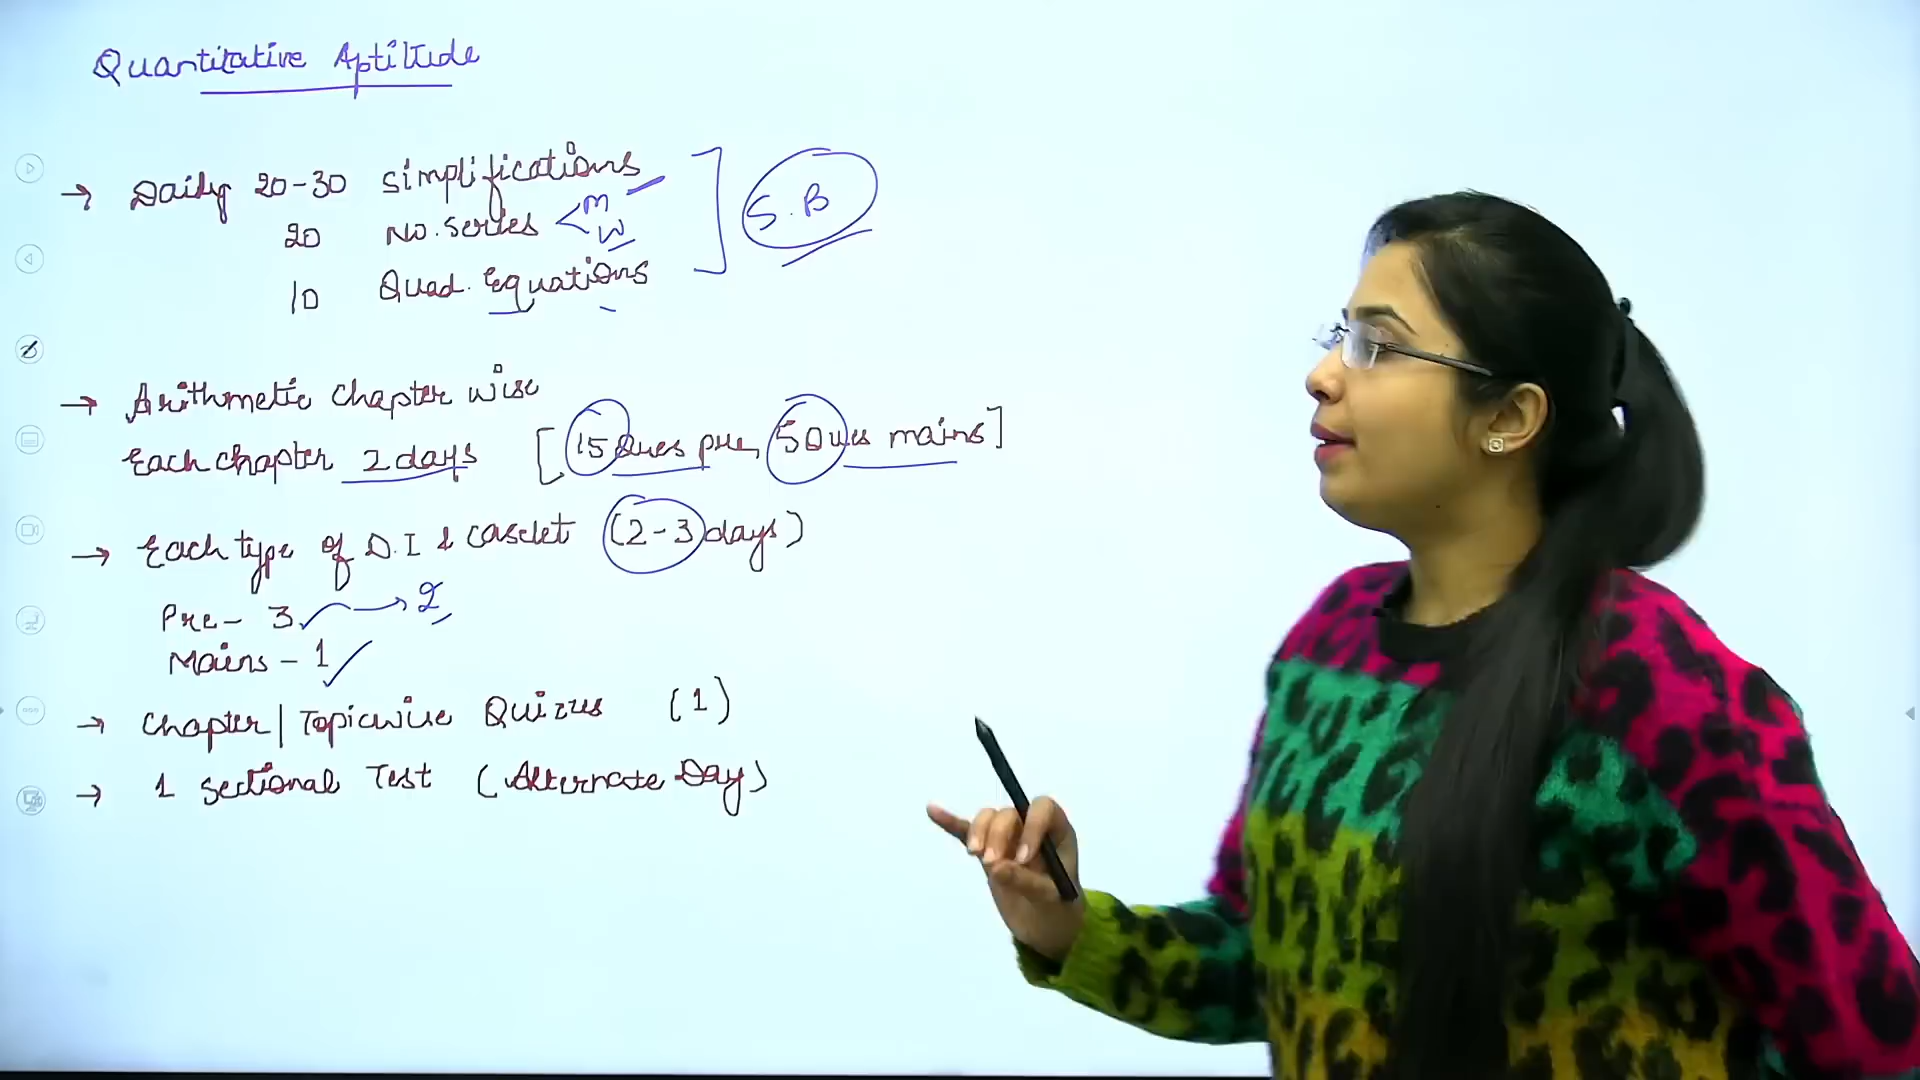 Quantitative Aptitude
→ Daily 20-30 simplifications
20 No. series < M W
10 Quad. Equations
S.B
→ Arithmetic chapter wise
Each chapter 2 days [15 Ques pre, 5 Ques mains]
→ Each type of D.I & caselet (2-3 days)
Pre- 3 ✓ → 2
Mains - 1 ✓
→ Chapter | Topicwise Quizzes (1)
→ 1 Sectional Test (Alternate Day)